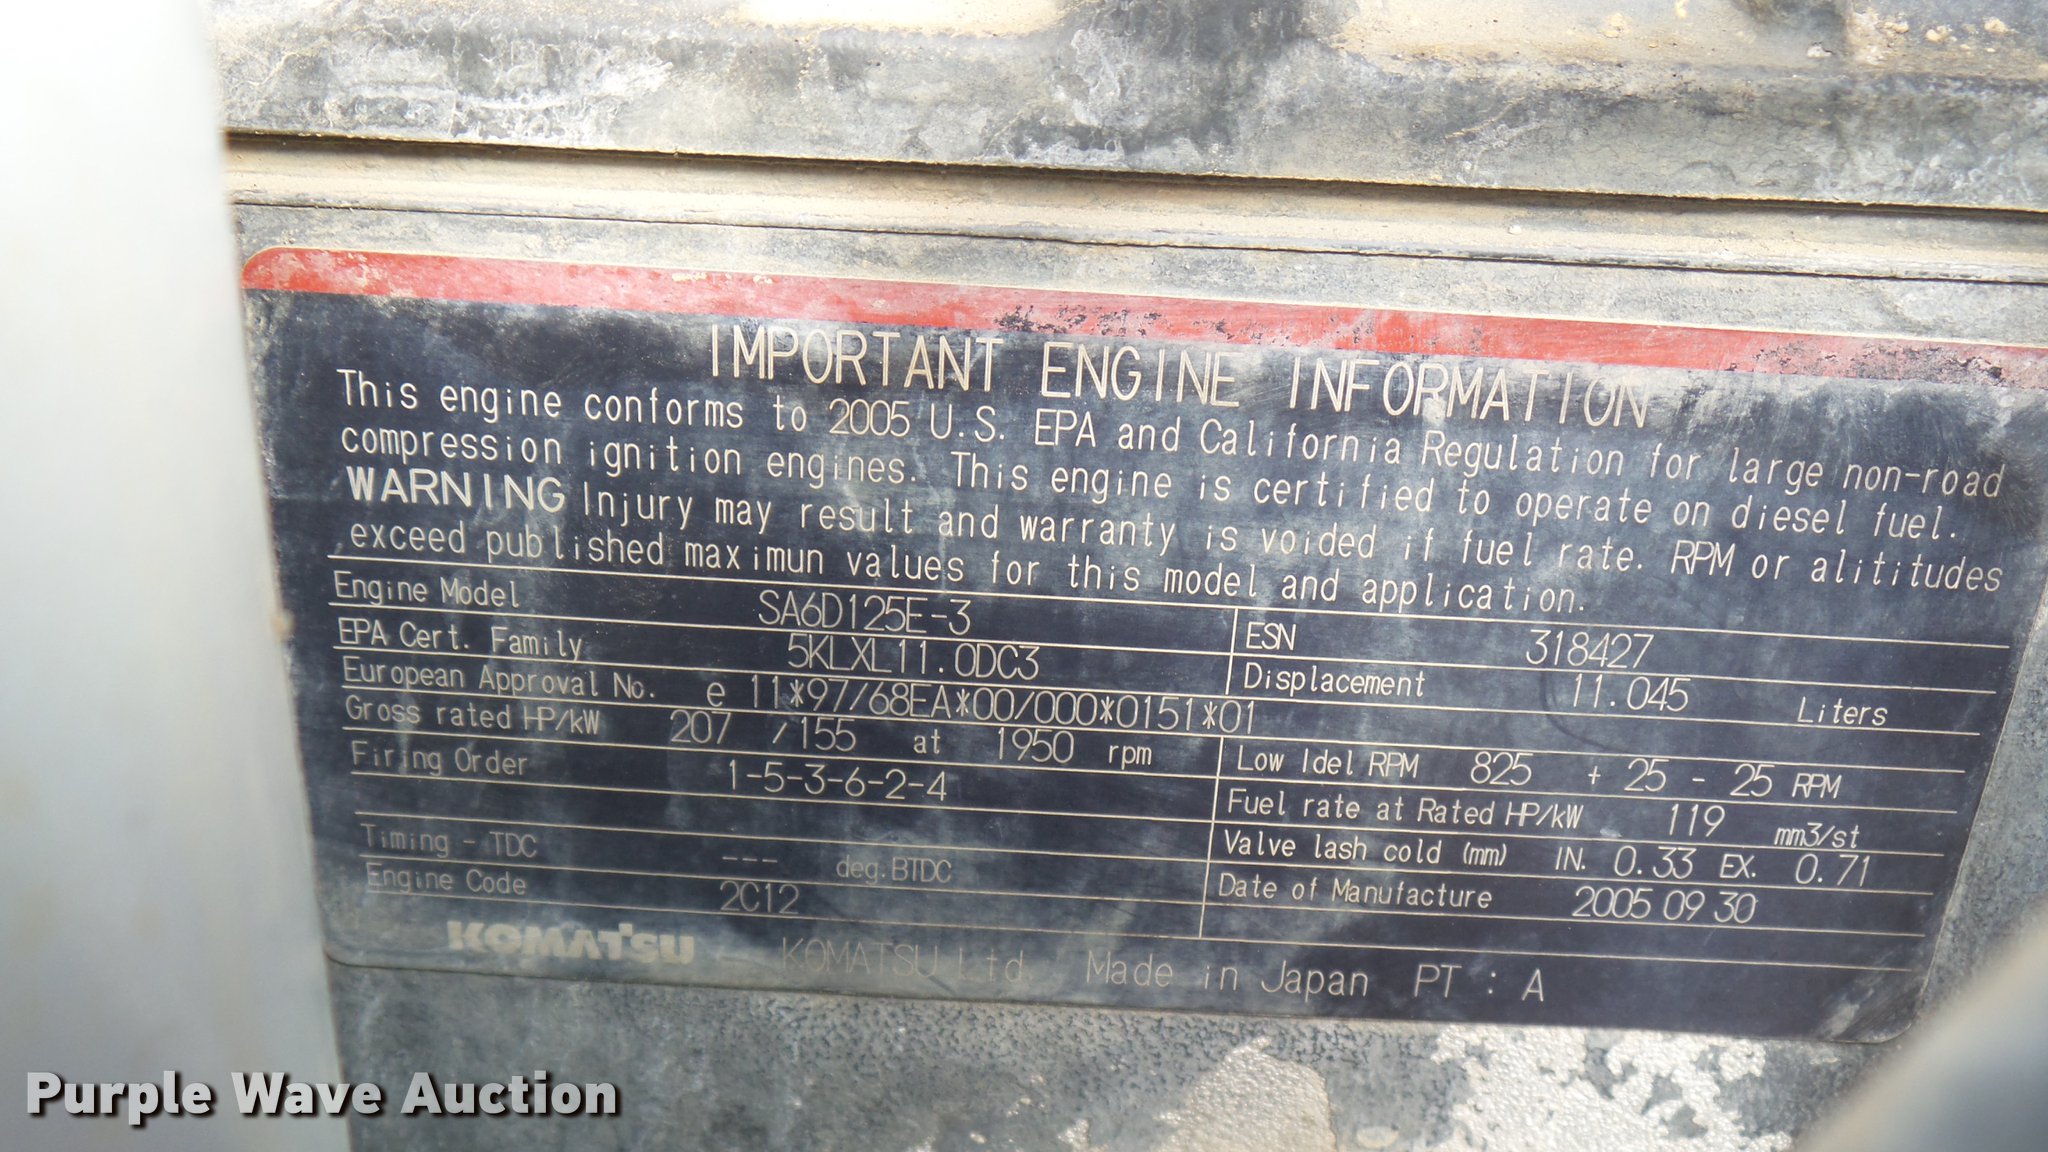 IMPORTANT ENGINE INFORMATION
This engine conforms to 2005 U.S. EPA and California Regulation for large non-road
compression ignition engines. This engine is certified to operate on diesel fuel.
WARNING Injury may result and warranty is voided if fuel rate. RPM or alititudes
exceed published maximun values for this model and application.
Engine Model SA6D125E-3 ESN 318427
EPA Cert. Family 5KLXL11.0DC3 Displacement 11.045 Liters
European Approval No. e 11*97/68EA*00/000*0151*01
Gross rated HP/kW 207 /155 at 1950 rpm Low Idel RPM 825 + 25 - 25 RPM
Firing Order 1-5-3-6-2-4 Fuel rate at Rated HP/kW 119 mm3/st
Valve lash cold (mm) IN. 0.33 EX. 0.71
Timing - TDC --- deg.BTDC Date of Manufacture 2005 09 30
Engine Code 2C12
KOMATSU KOMATSU Ltd. Made in Japan PT : A
Purple Wave Auction